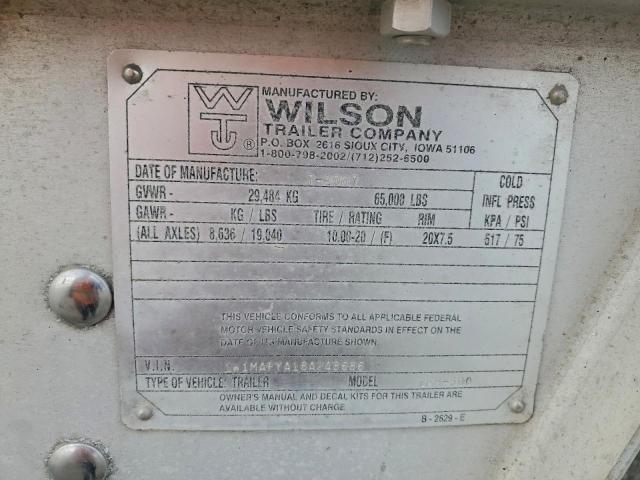 WT
®
MANUFACTURED BY:
WILSON
TRAILER COMPANY
P.O. BOX 2616 SIOUX CITY, IOWA 51106
1-800-798-2002/(712)252-6500
DATE OF MANUFACTURE:
GVWR - 29,484 KG 65,000 LBS
GAWR - KG / LBS TIRE / RATING RIM
COLD
INFL PRESS
KPA / PSI
(ALL AXLES) 8,636 / 19,040 10.00-20 / (F) 20X7.5 517 / 75
THIS VEHICLE CONFORMS TO ALL APPLICABLE FEDERAL
MOTOR VEHICLE SAFETY STANDARDS IN EFFECT ON THE
DATE OF ITS MANUFACTURE SHOWN.
V.I.N.
TYPE OF VEHICLE: TRAILER MODEL
OWNER'S MANUAL AND DECAL KITS FOR THIS TRAILER ARE
AVAILABLE WITHOUT CHARGE
S-2629-E